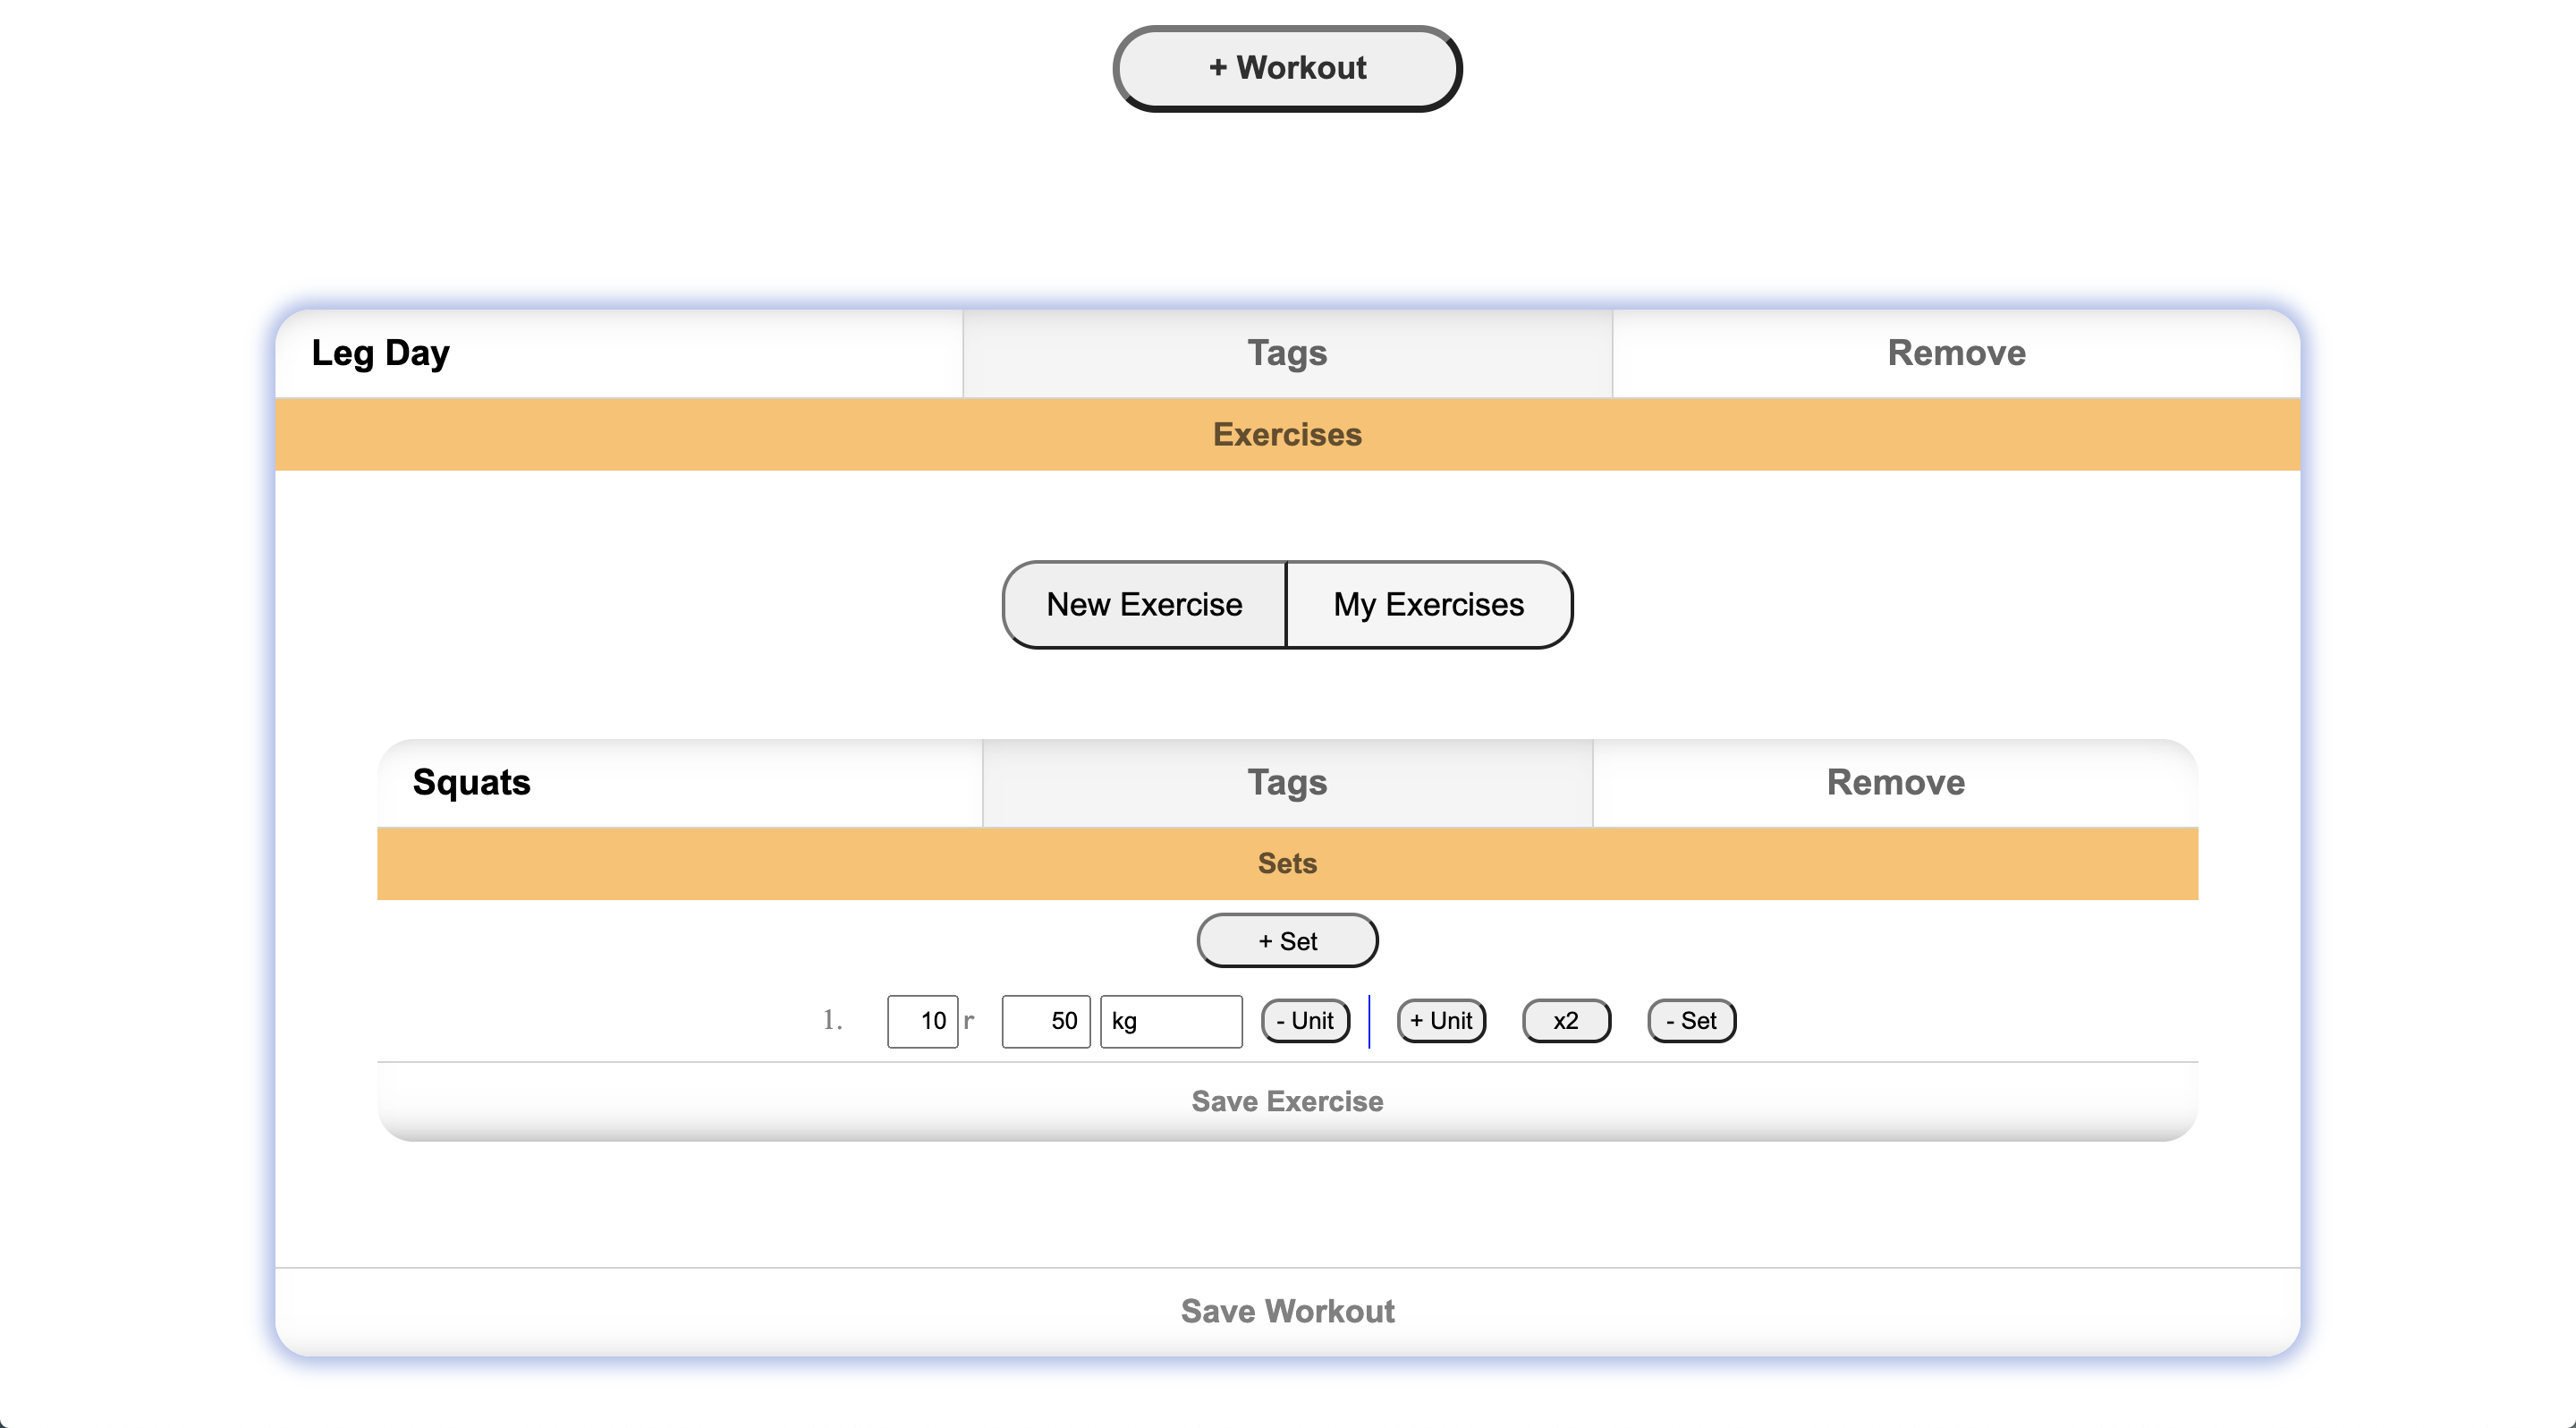 + Workout
Leg Day Tags Remove
Exercises
New Exercise My Exercises
Squats Tags Remove
Sets
+ Set
1. 10 r 50 kg - Unit + Unit x2 - Set
Save Exercise
Save Workout